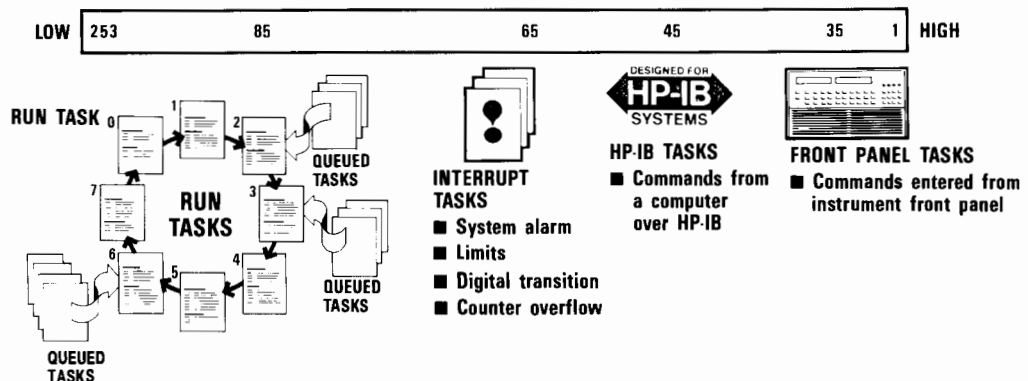 LOW 253 85 65 45 35 1 HIGH
RUN TASK 0
1
2
3
4
5
6
7
RUN
TASKS
QUEUED
TASKS
QUEUED
TASKS
QUEUED
TASKS
INTERRUPT
TASKS
■ System alarm
■ Limits
■ Digital transition
■ Counter overflow
DESIGNED FOR
HP-IB
SYSTEMS
HP-IB TASKS
■ Commands from
a computer
over HP-IB
FRONT PANEL TASKS
■ Commands entered from
instrument front panel